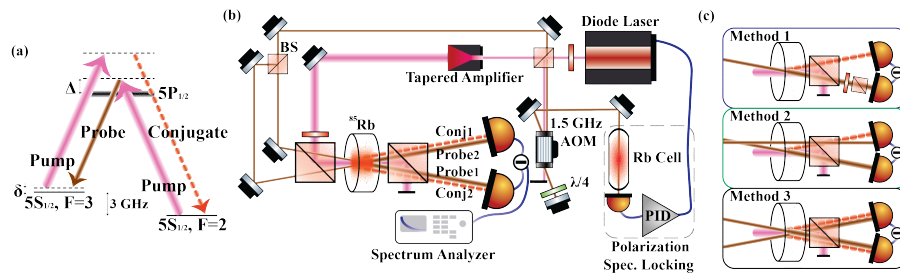 (a)
Δ
5P1/2
Probe
Conjugate
Pump
Pump
δ
5S1/2, F=3
3 GHz
5S1/2, F=2
(b)
BS
Tapered Amplifier
Diode Laser
85Rb
Conj1
Probe2
Probe1
Conj2
1.5 GHz
AOM
λ/4
Rb Cell
PID
Spectrum Analyzer
Polarization
Spec. Locking
(c)
Method 1
Method 2
Method 3